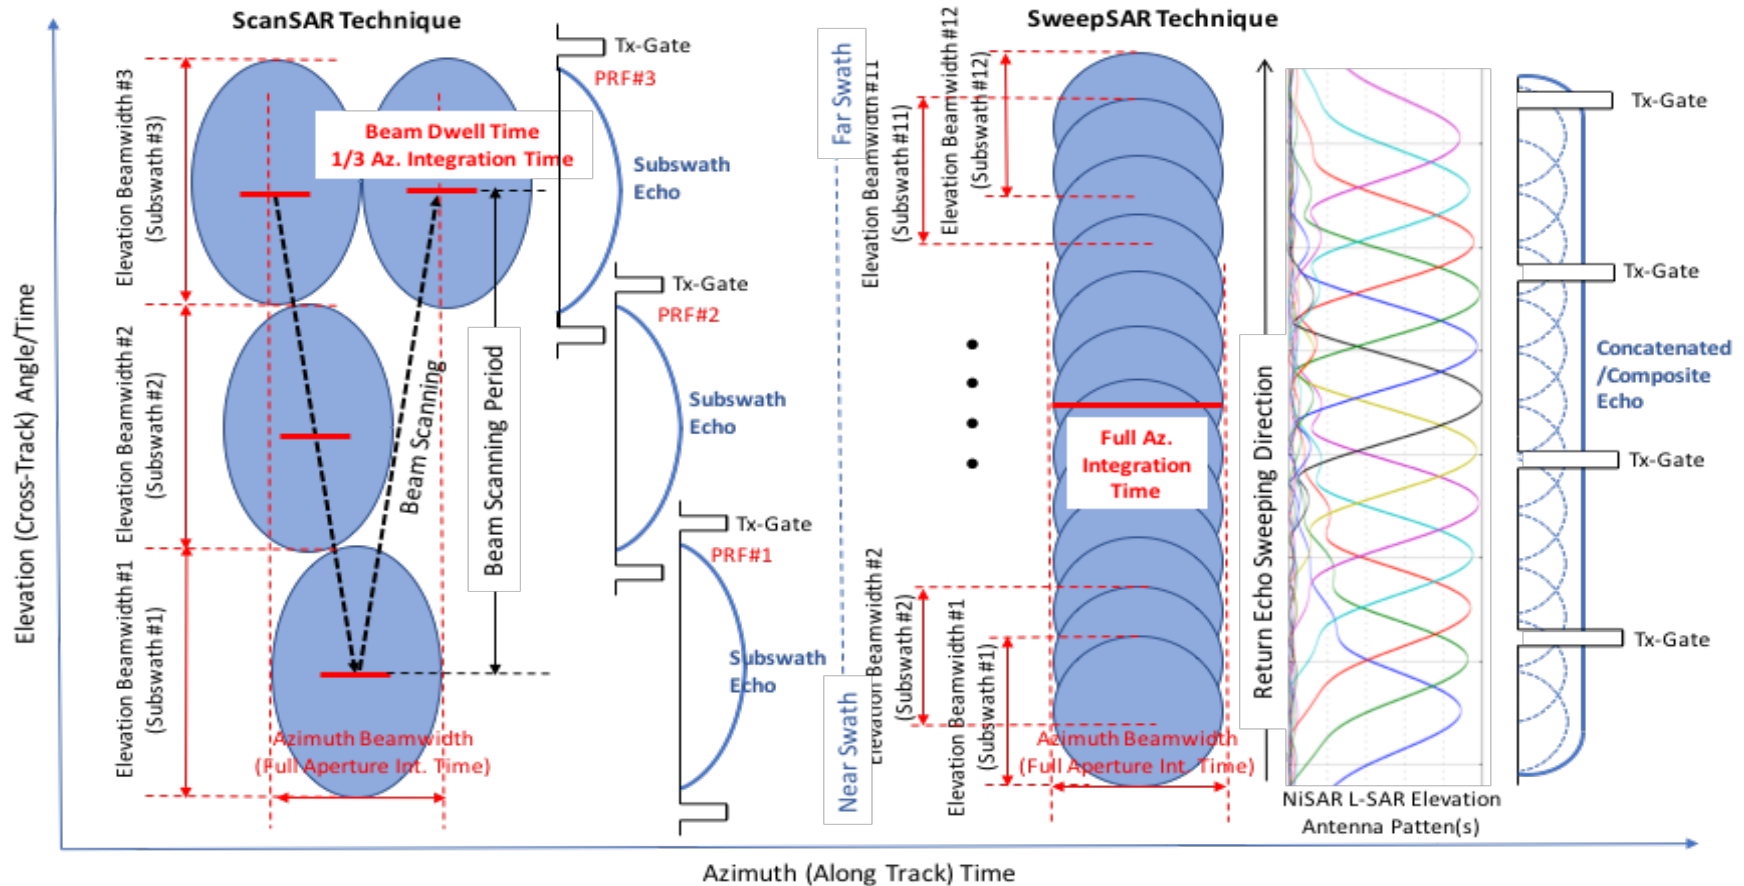 ScanSAR Technique
Elevation (Cross-Track) Angle/Time
Elevation Beamwidth #3
(Subswath #3)
Elevation Beamwidth #2
(Subswath #2)
Elevation Beamwidth #1
(Subswath #1)
Beam Dwell Time
1/3 Az. Integration Time
Beam Scanning
Beam Scanning Period
Azimuth Beamwidth
(Full Aperture Int. Time)
Tx-Gate
PRF#3
Subswath
Echo
Tx-Gate
PRF#2
Subswath
Echo
Tx-Gate
PRF#1
Subswath
Echo
SweepSAR Technique
Far Swath
Near Swath
Elevation Beamwidth #11
(Subswath #11)
Elevation Beamwidth #12
(Subswath #12)
Elevation Beamwidth #2
(Subswath #2)
Elevation Beamwidth #1
(Subswath #1)
Full Az.
Integration
Time
Azimuth Beamwidth
(Full Aperture Int. Time)
Return Echo Sweeping Direction
NiSAR L-SAR Elevation
Antenna Patten(s)
Tx-Gate
Tx-Gate
Concatenated
/Composite
Echo
Tx-Gate
Tx-Gate
Azimuth (Along Track) Time